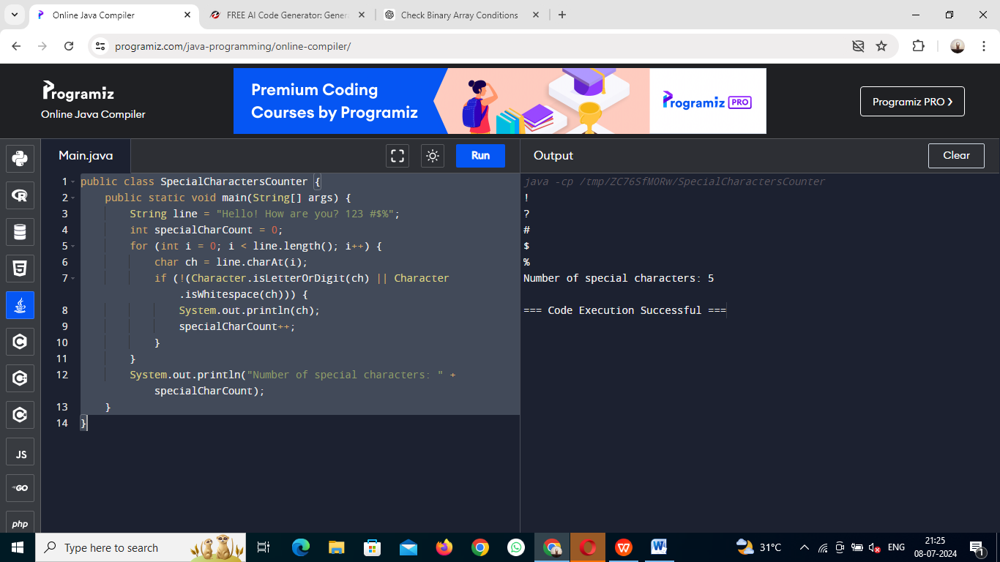 Online Java Compiler
FREE AI Code Generator: Genera
Check Binary Array Conditions
programiz.com/java-programming/online-compiler/
Programiz
Online Java Compiler
Premium Coding
Courses by Programiz
Programiz PRO
Programiz PRO ❯
Main.java
Run
Output
Clear
1 public class SpecialCharactersCounter {
2 public static void main(String[] args) {
3 String line = "Hello! How are you? 123 #$%";
4 int specialCharCount = 0;
5 for (int i = 0; i < line.length(); i++) {
6 char ch = line.charAt(i);
7 if (!(Character.isLetterOrDigit(ch) || Character
.isWhitespace(ch))) {
8 System.out.println(ch);
9 specialCharCount++;
10 }
11 }
12 System.out.println("Number of special characters: " +
specialCharCount);
13 }
14 }
java -cp /tmp/ZC76SfMORw/SpecialCharactersCounter
!
?
#
$
%
Number of special characters: 5
=== Code Execution Successful ===
JS
GO
php
Type here to search
31°C
ENG
21:25
08-07-2024
1